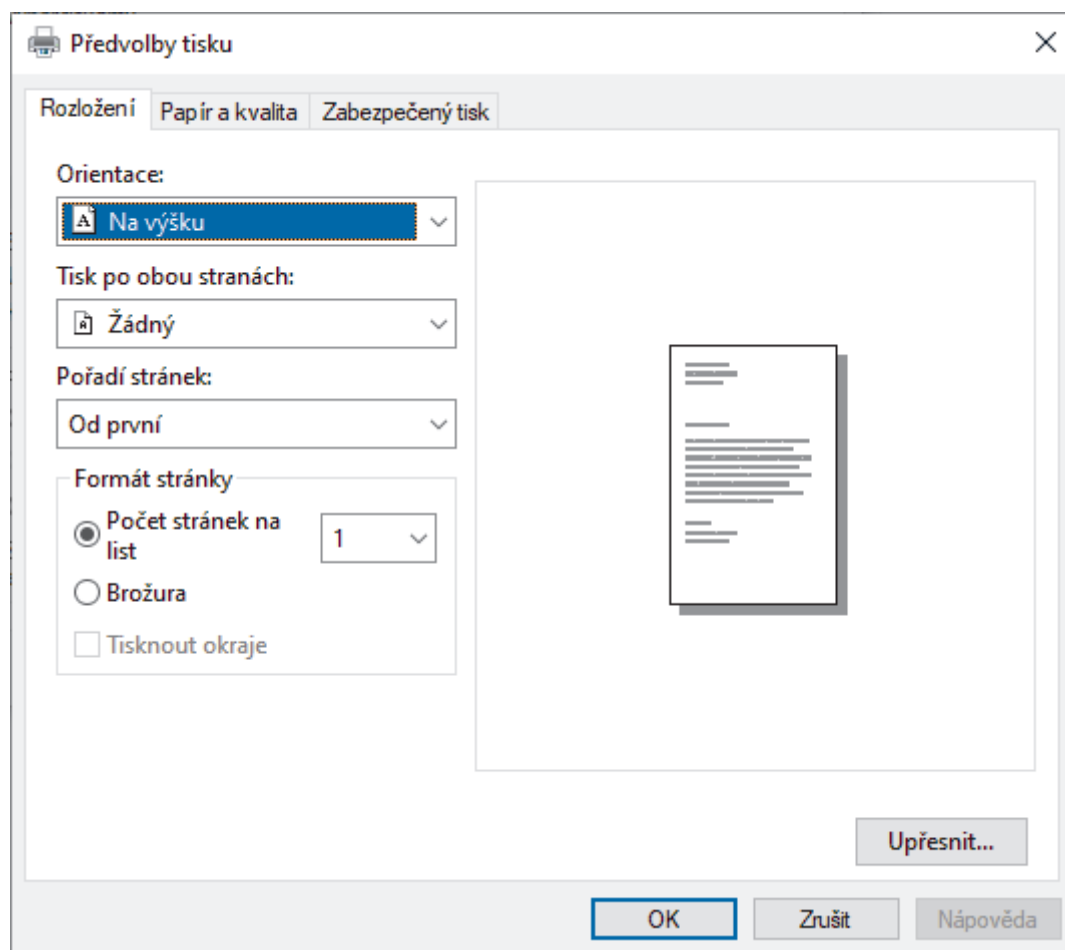 Předvolby tisku
Rozložení Papír a kvalita Zabezpečený tisk
Orientace:
A Na výšku
Tisk po obou stranách:
A Žádný
Pořadí stránek:
Od první
Formát stránky
Počet stránek na
list
1
Brožura
Tisknout okraje
Upřesnit...
OK Zrušit Nápověda